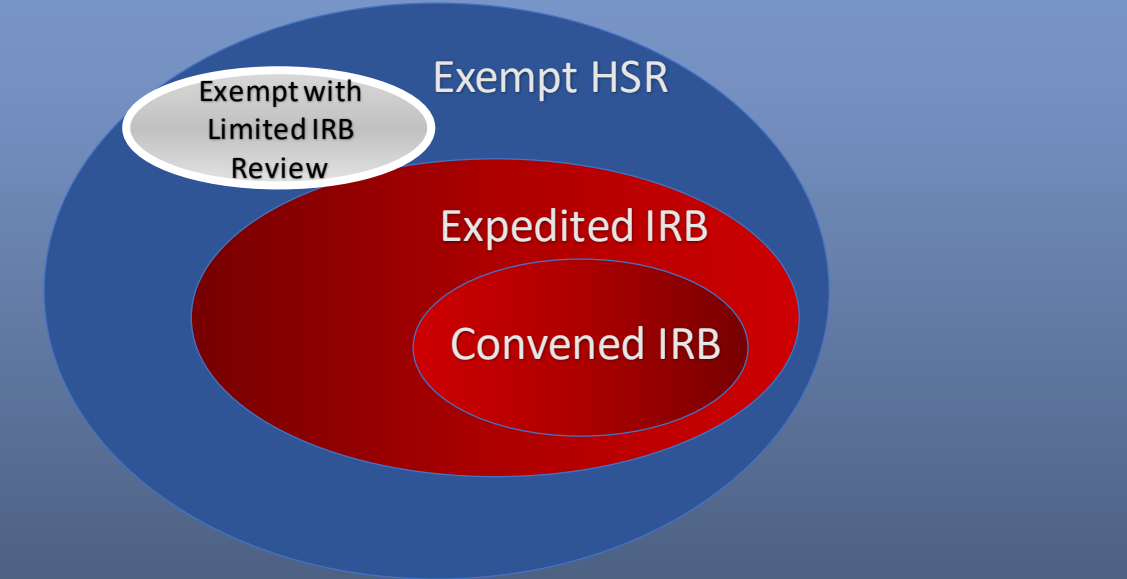 Exempt HSR
Exempt with
Limited IRB
Review
Expedited IRB
Convened IRB